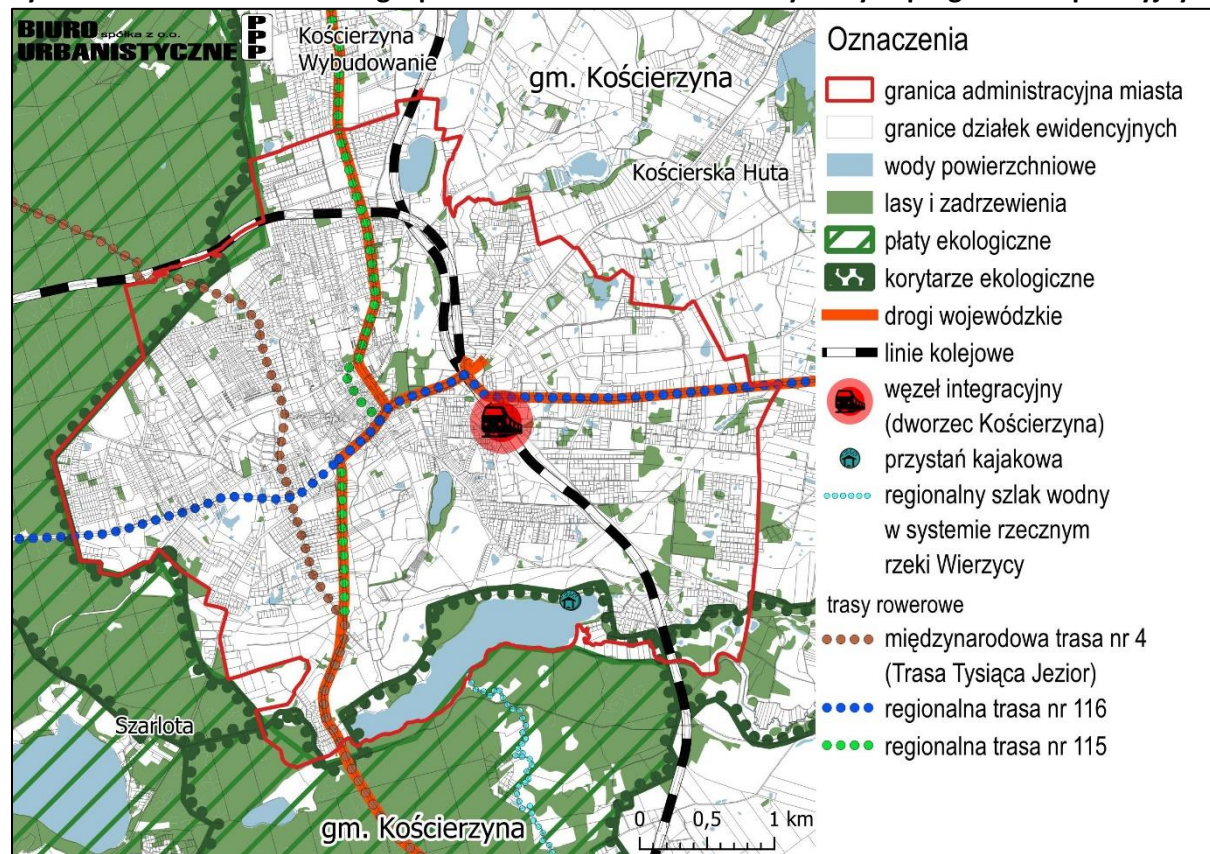 BIURO spółka z o.o.
URBANISTYCZNE
PPP
Kościerzyna
Wybudowanie
gm. Kościerzyna
Kościerska Huta
Szarlota
gm. Kościerzyna
0 0,5 1 km
Oznaczenia
granica administracyjna miasta
granice działek ewidencyjnych
wody powierzchniowe
lasy i zadrzewienia
płaty ekologiczne
korytarze ekologiczne
drogi wojewódzkie
linie kolejowe
węzeł integracyjny
(dworzec Kościerzyna)
przystań kajakowa
regionalny szlak wodny
w systemie rzecznym
rzeki Wierzycy
trasy rowerowe
międzynarodowa trasa nr 4
(Trasa Tysiąca Jezior)
regionalna trasa nr 116
regionalna trasa nr 115